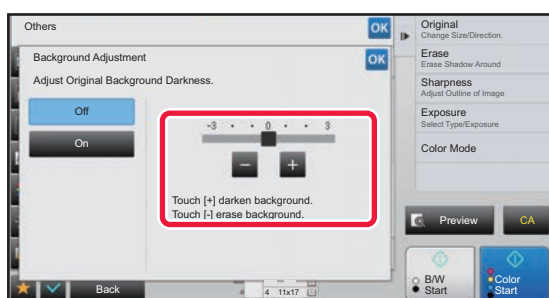 Others
OK
Background Adjustment
OK
Adjust Original Background Darkness.
Off
On
-3 0 3
- +
Touch [+] darken background.
Touch [-] erase background.
Original
Change Size/Direction.
Erase
Erase Shadow Around
Sharpness
Adjust Outline of Image
Exposure
Select Type/Exposure
Color Mode
Preview
CA
B/W
Start
Color
Start
Back
4 11x17